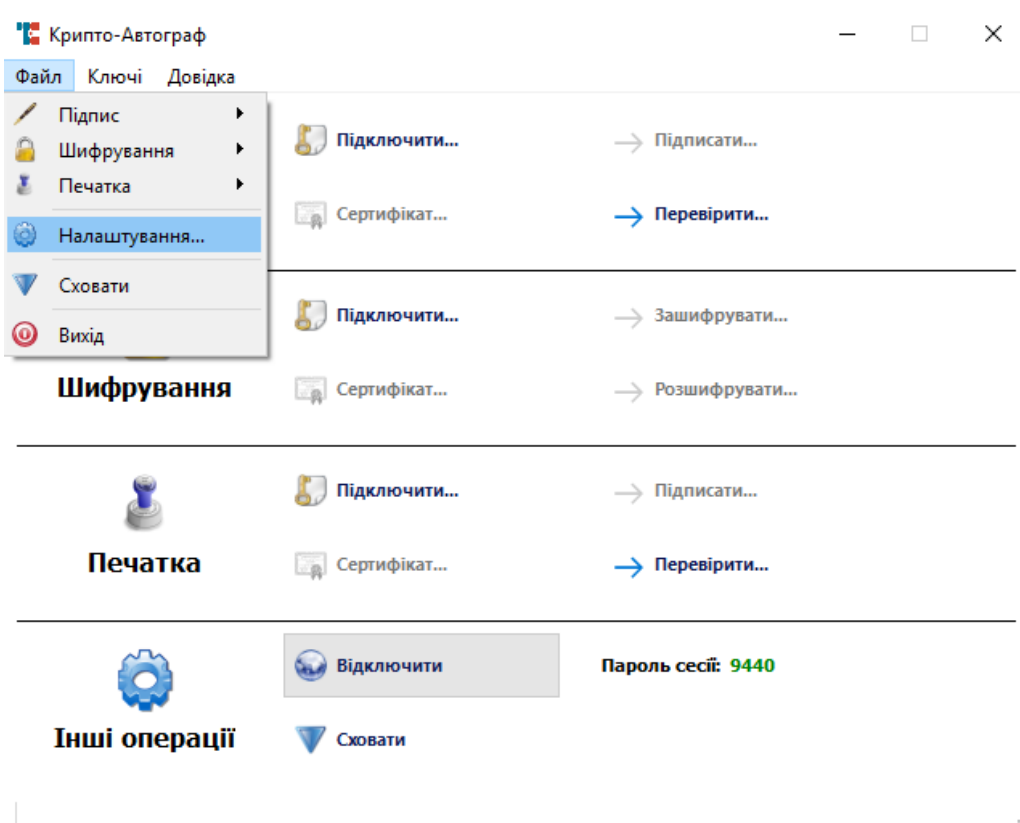 Крипто-Автограф
Файл Ключі Довідка
Підпис
Шифрування
Печатка
Налаштування...
Сховати
Вихід
Підключити... Підписати...
Сертифікат... Перевірити...
Підключити... Зашифрувати...
Шифрування
Сертифікат... Розшифрувати...
Підключити... Підписати...
Печатка
Сертифікат... Перевірити...
Відключити Пароль сесії: 9440
Інші операції
Сховати